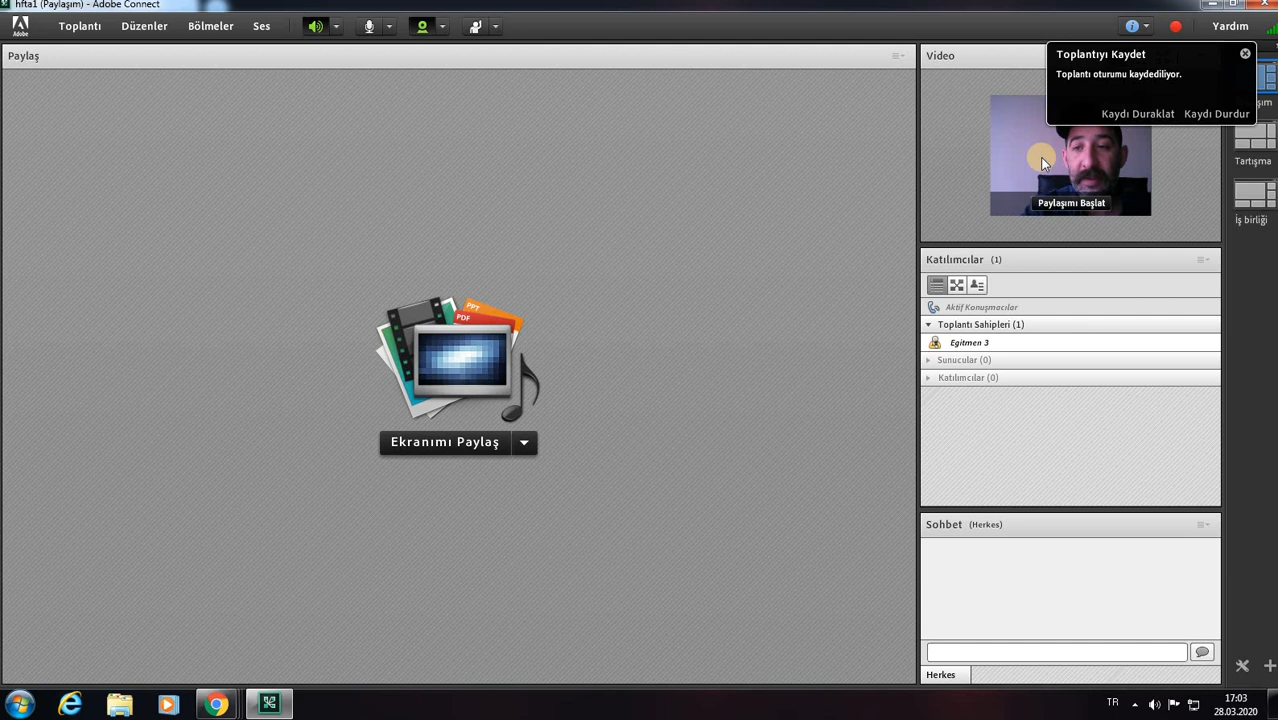 hfta1 (Paylaşım) - Adobe Connect
Adobe
Toplantı Düzenler Bölmeler Ses
Yardım
Paylaş
Video
Toplantıyı Kaydet
Toplantı oturumu kaydediliyor.
Kaydı Duraklat Kaydı Durdur
Paylaşımı Başlat
Tartışma
İş birliği
Katılımcılar (1)
Aktif Konuşmacılar
Toplantı Sahipleri (1)
Egitmen 3
Sunucular (0)
Katılımcılar (0)
PPT
PDF
Ekranımı Paylaş
Sohbet (Herkes)
Herkes
TR
17:03
28.03.2020